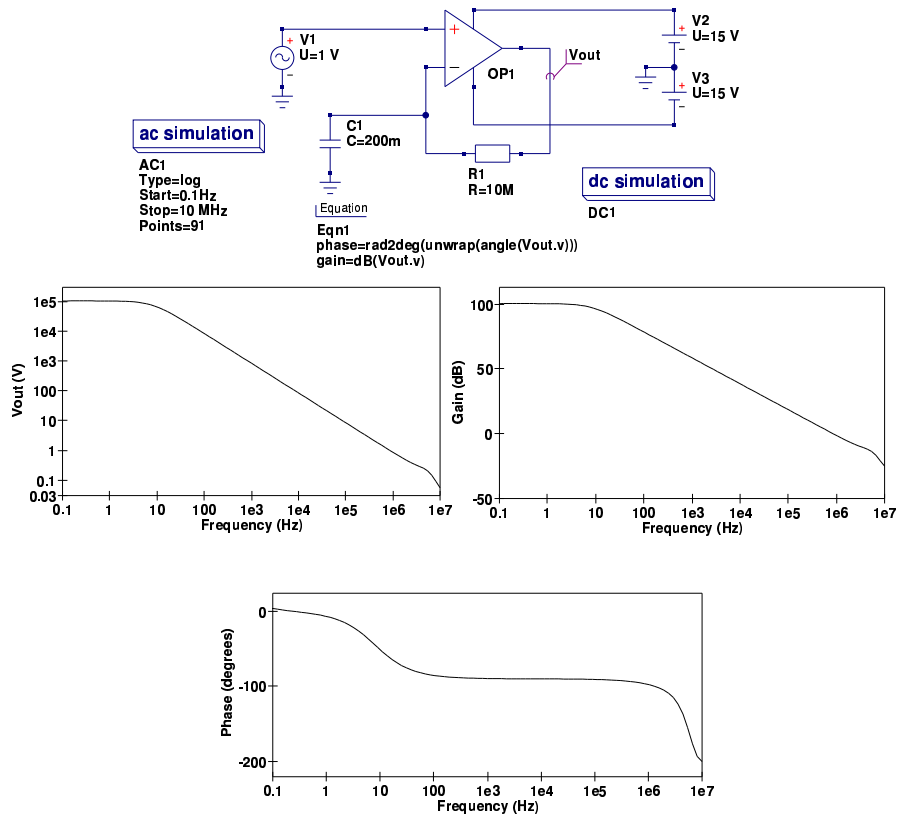 V1
U=1 V
+
−
+
−
OP1
Vout
V2
U=15 V
+
−
V3
U=15 V
+
−
C1
C=200m
R1
R=10M
ac simulation
AC1
Type=log
Start=0.1Hz
Stop=10 MHz
Points=91
dc simulation
DC1
Equation
Eqn1
phase=rad2deg(unwrap(angle(Vout.v)))
gain=dB(Vout.v)
Vout (V)
1e5
1e4
1e3
100
10
1
0.1
0.03
0.1 1 10 100 1e3 1e4 1e5 1e6 1e7
Frequency (Hz)
Gain (dB)
100
50
0
-50
0.1 1 10 100 1e3 1e4 1e5 1e6 1e7
Frequency (Hz)
Phase (degrees)
0
-100
-200
0.1 1 10 100 1e3 1e4 1e5 1e6 1e7
Frequency (Hz)